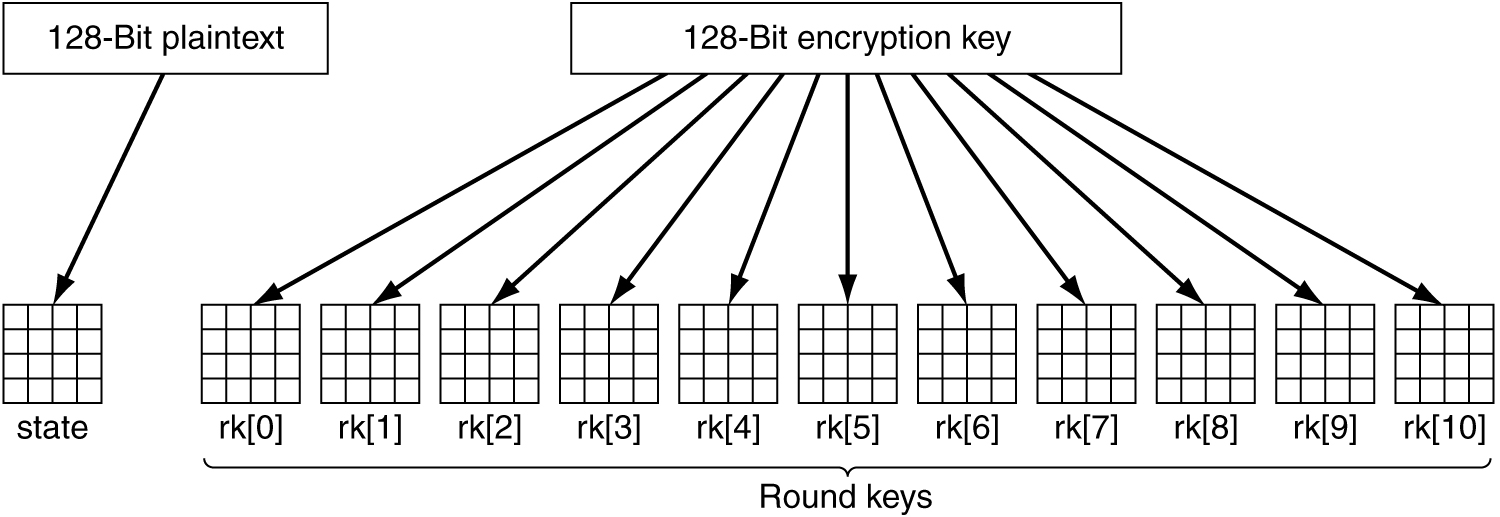 128-Bit plaintext
128-Bit encryption key
state
rk[0]
rk[1]
rk[2]
rk[3]
rk[4]
rk[5]
rk[6]
rk[7]
rk[8]
rk[9]
rk[10]
Round keys